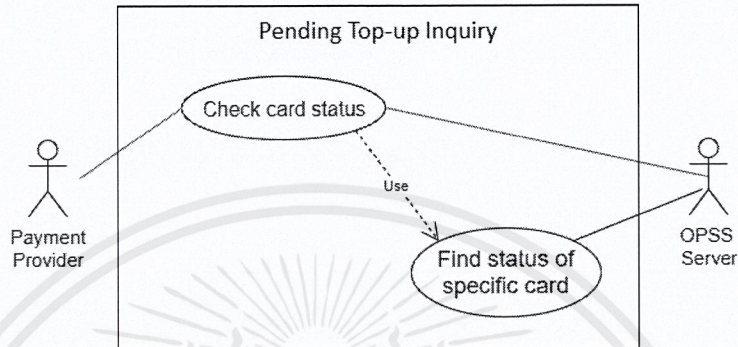 Pending Top-up Inquiry
Check card status
Use
Payment
Provider
OPSS
Server
Find status of
specific card